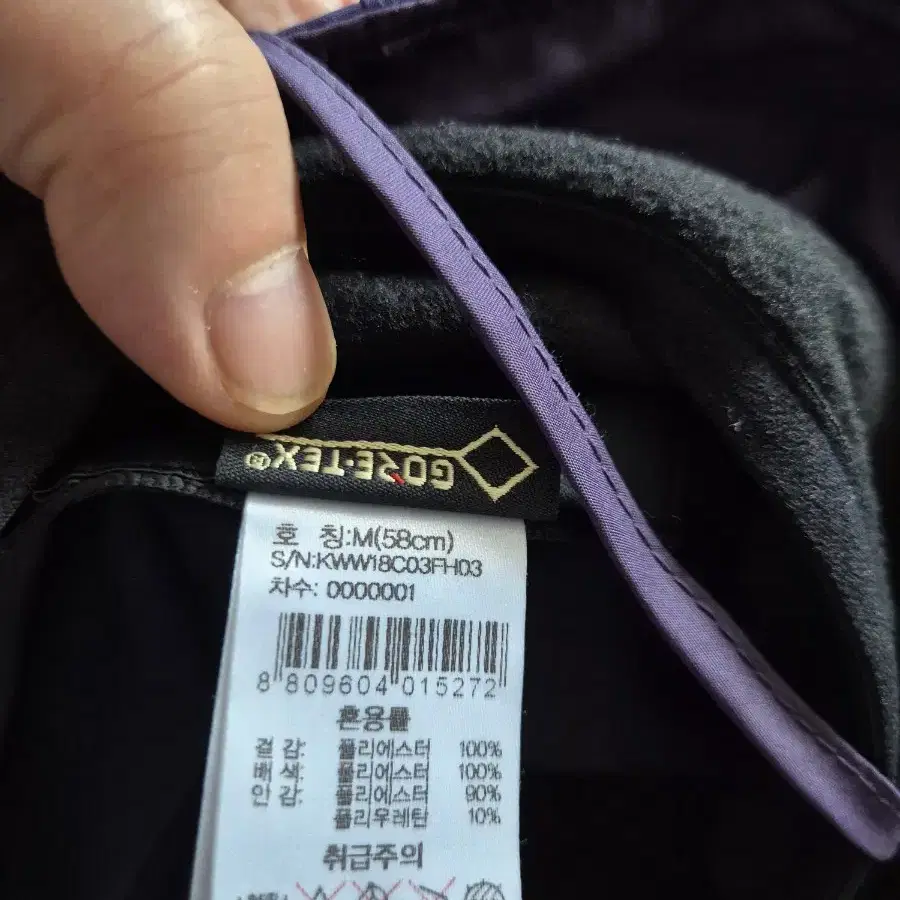 GORE-TEX®
호 칭:M(58cm)
S/N:KWW18C03FH03
차수: 0000001
8 809604 015272
혼용률
겉 감: 폴리에스터 100%
배 색: 폴리에스터 100%
안 감: 폴리에스터 90%
폴리우레탄 10%
취급주의